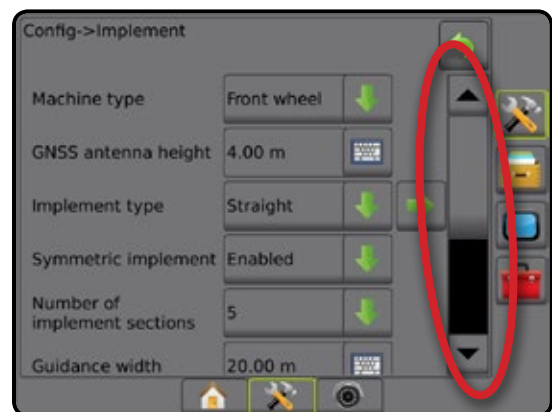 Config->Implement
Machine type Front wheel
GNSS antenna height 4.00 m
Implement type Straight
Symmetric implement Enabled
Number of
implement sections 5
Guidance width 20.00 m